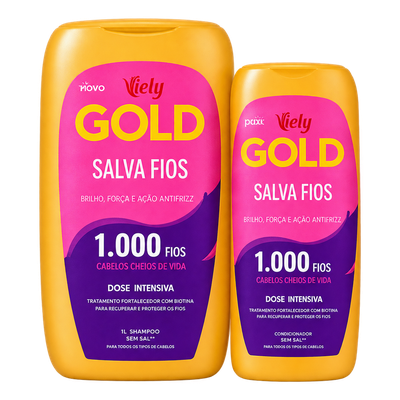 novo
Viely
GOLD
SALVA FIOS
BRILHO, FORÇA E AÇÃO ANTIFRIZZ
1.000 FIOS
CABELOS CHEIOS DE VIDA
DOSE INTENSIVA
TRATAMENTO FORTALECEDOR COM BIOTINA
PARA RECUPERAR E PROTEGER OS FIOS
1L SHAMPOO
SEM SAL**
PARA TODOS OS TIPOS DE CABELOS
Viely
GOLD
SALVA FIOS
BRILHO, FORÇA E AÇÃO ANTIFRIZZ
1.000 FIOS
CABELOS CHEIOS DE VIDA
DOSE INTENSIVA
TRATAMENTO FORTALECEDOR COM BIOTINA
PARA RECUPERAR E PROTEGER OS FIOS
CONDICIONADOR
SEM SAL**
PARA TODOS OS TIPOS DE CABELOS